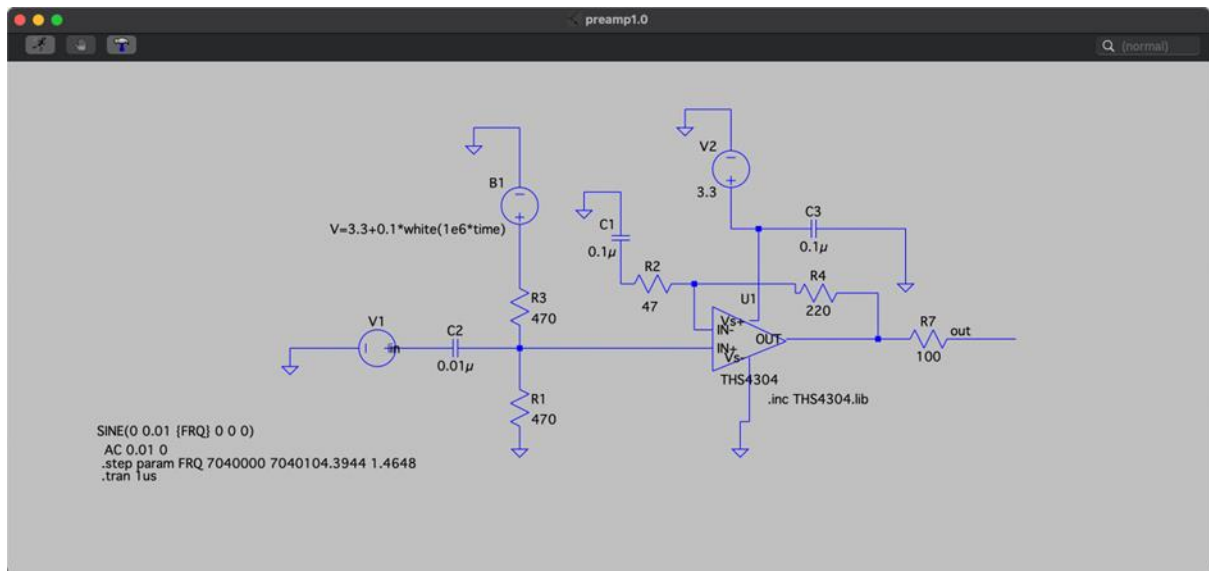 preamp1.0
(normal)
V2
3.3
B1
V=3.3+0.1*white(1e6*time)
C1
0.1µ
C3
0.1µ
R2
47
R4
220
U1
R3
470
Vs+
IN-
IN+
Vs-
OUT
THS4304
.inc THS4304.lib
R7
100
out
V1
in
C2
0.01µ
R1
470
SINE(0 0.01 {FRQ} 0 0 0)
AC 0.01 0
.step param FRQ 7040000 7040104.3944 1.4648
.tran 1us